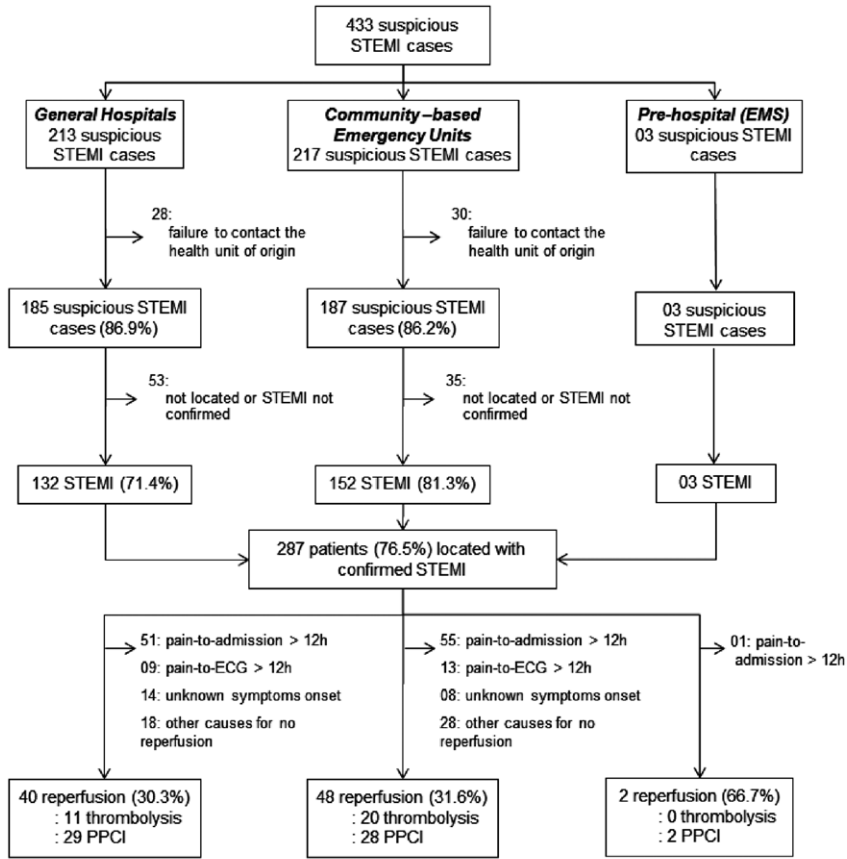 433 suspicious
STEMI cases
General Hospitals
213 suspicious
STEMI cases
Community –based
Emergency Units
217 suspicious STEMI cases
Pre-hospital (EMS)
03 suspicious STEMI
cases
28:
failure to contact the
health unit of origin
30:
failure to contact the
health unit of origin
185 suspicious STEMI
cases (86.9%)
187 suspicious STEMI
cases (86.2%)
03 suspicious
STEMI cases
53:
not located or STEMI not
confirmed
35:
not located or STEMI not
confirmed
132 STEMI (71.4%)
152 STEMI (81.3%)
03 STEMI
287 patients (76.5%) located with
confirmed STEMI
51: pain-to-admission > 12h
09: pain-to-ECG > 12h
14: unknown symptoms onset
18: other causes for no
reperfusion
55: pain-to-admission > 12h
13: pain-to-ECG > 12h
08: unknown symptoms onset
28: other causes for no
reperfusion
01: pain-to-
admission > 12h
40 reperfusion (30.3%)
: 11 thrombolysis
: 29 PPCI
48 reperfusion (31.6%)
: 20 thrombolysis
: 28 PPCI
2 reperfusion (66.7%)
: 0 thrombolysis
: 2 PPCI